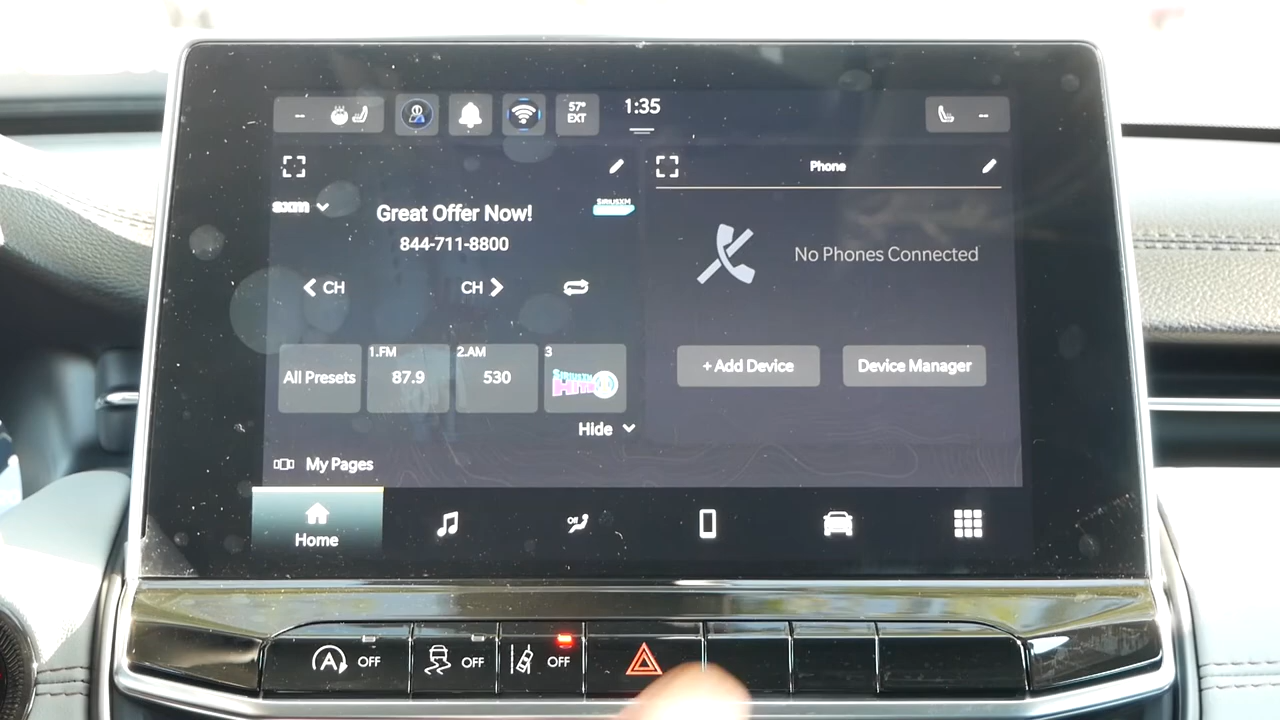 57°
EXT
1:35
Phone
sxm
Great Offer Now!
SIRIUSXM
844-711-8800
No Phones Connected
CH
CH
1.FM
2.AM
3
All Presets
87.9
530
SIRIUSXM
HITS 1
+ Add Device
Device Manager
Hide
My Pages
OFF
Home
A
OFF
OFF
OFF